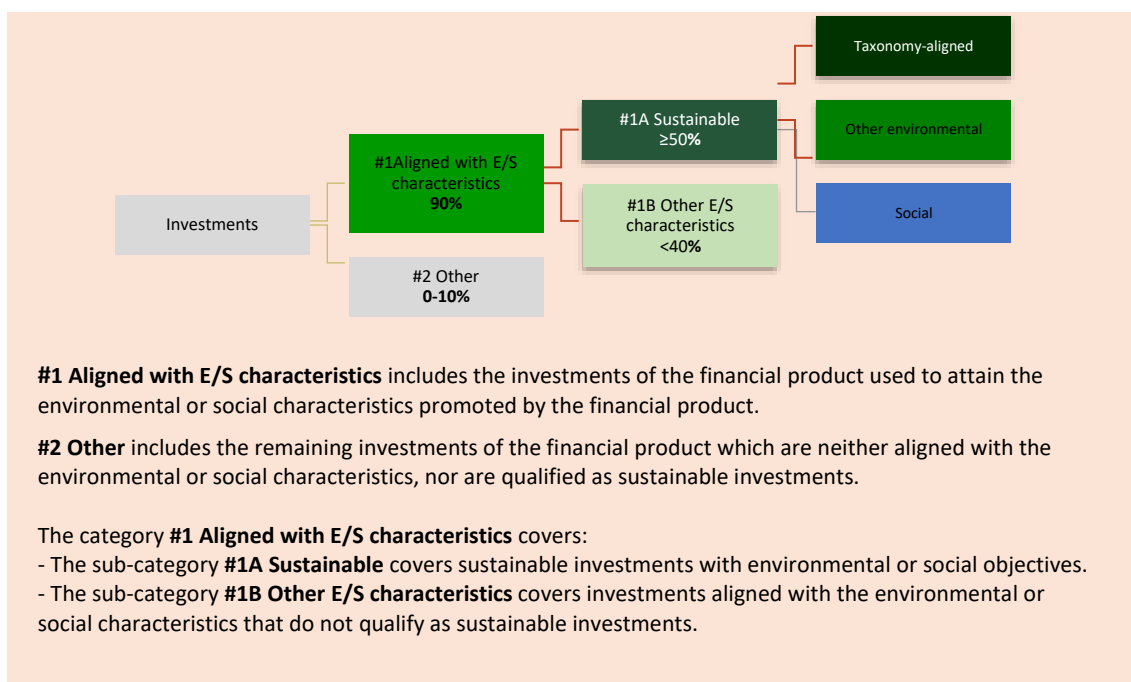 Taxonomy-aligned
#1A Sustainable
≥50%
Other environmental
#1Aligned with E/S
characteristics
90%
#1B Other E/S
characteristics
<40%
Social
Investments
#2 Other
0-10%
#1 Aligned with E/S characteristics includes the investments of the financial product used to attain the
environmental or social characteristics promoted by the financial product.
#2 Other includes the remaining investments of the financial product which are neither aligned with the
environmental or social characteristics, nor are qualified as sustainable investments.
The category #1 Aligned with E/S characteristics covers:
- The sub-category #1A Sustainable covers sustainable investments with environmental or social objectives.
- The sub-category #1B Other E/S characteristics covers investments aligned with the environmental or
social characteristics that do not qualify as sustainable investments.